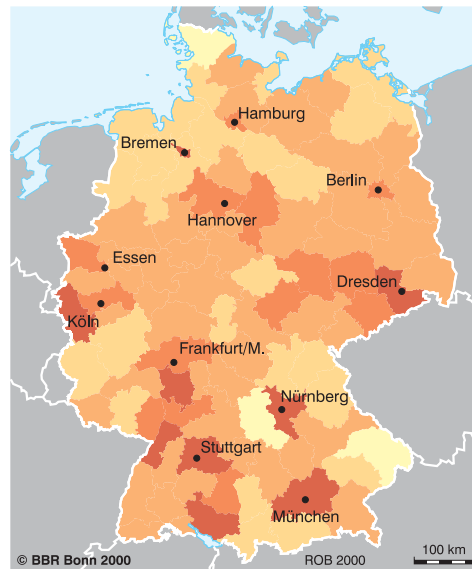 Hamburg
Bremen
Berlin
Hannover
Essen
Dresden
Köln
Frankfurt/M.
Nürnberg
Stuttgart
München
100 km
© BBR Bonn 2000
ROB 2000